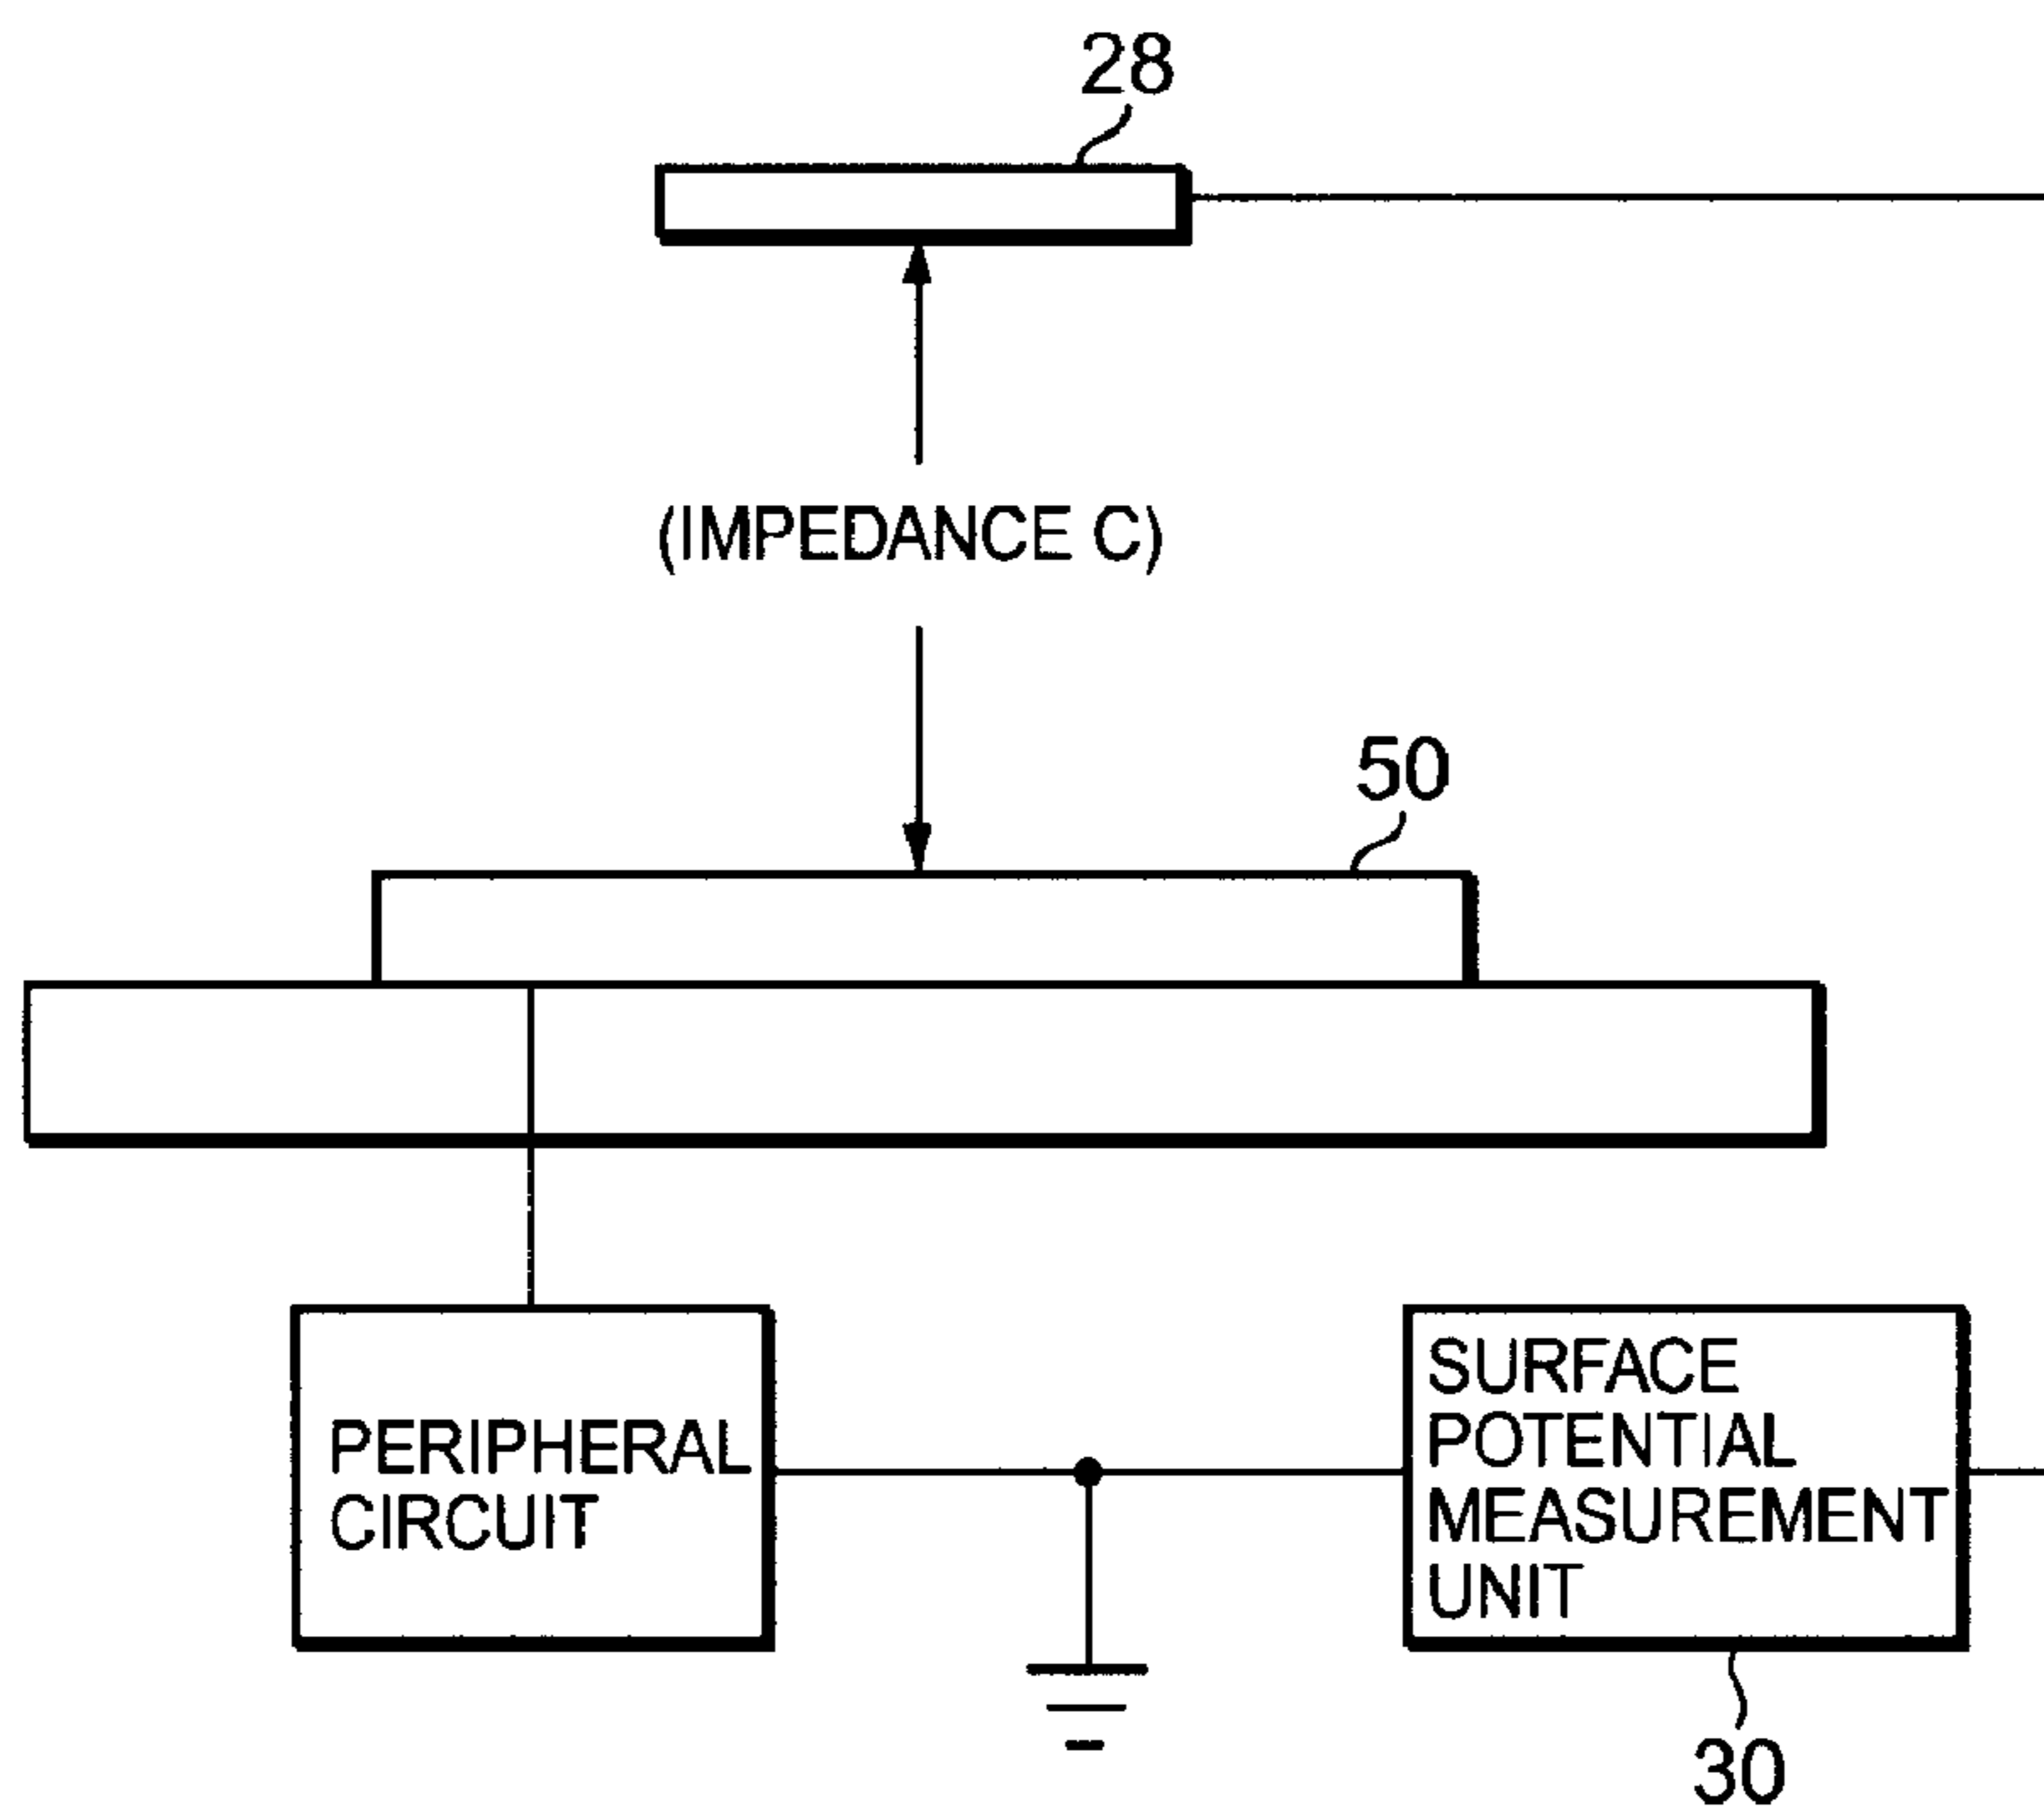 28
(IMPEDANCE C)
50
PERIPHERAL
CIRCUIT
SURFACE
POTENTIAL
MEASUREMENT
UNIT
30